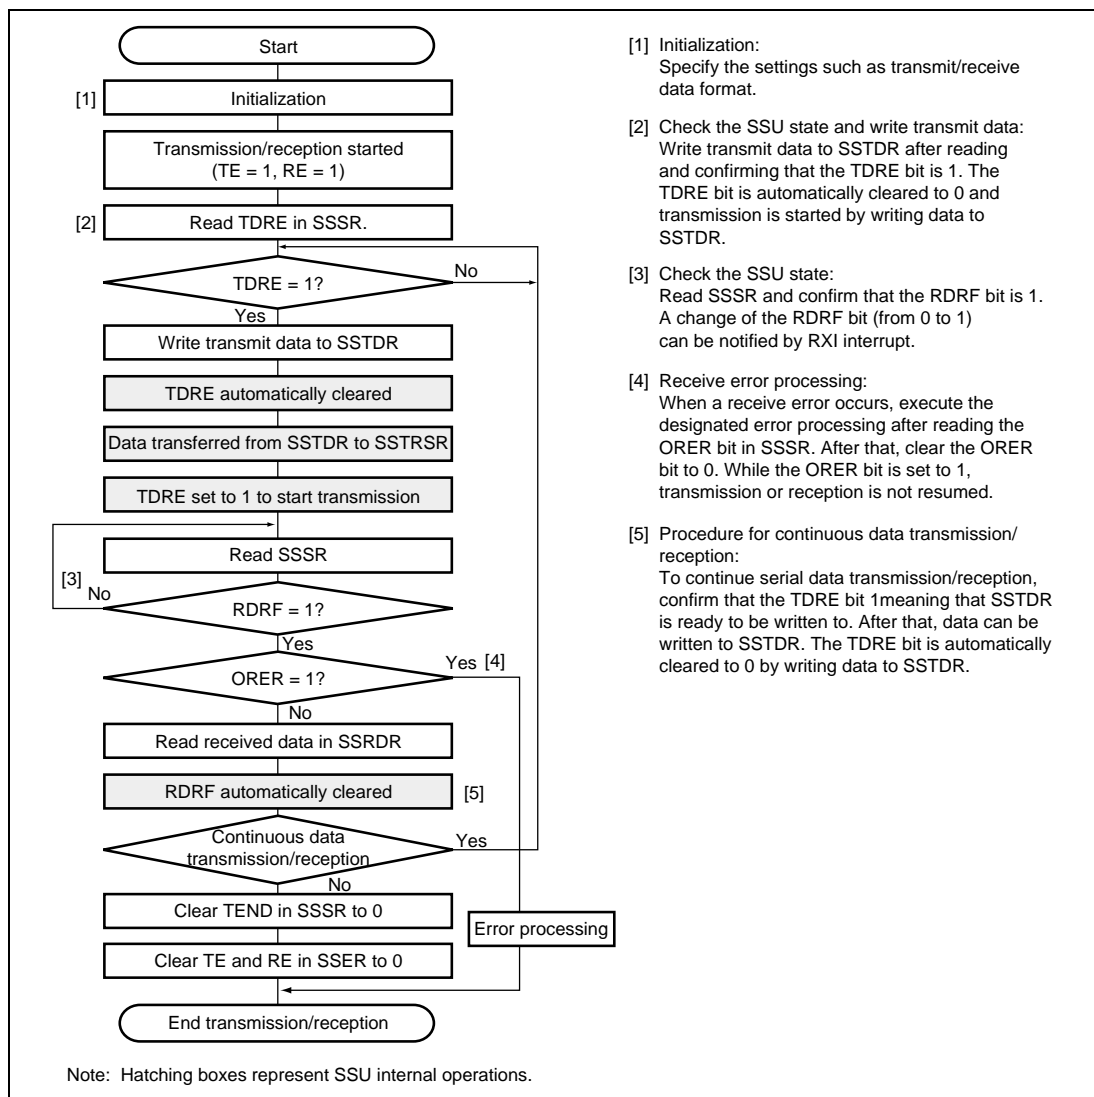 Start
[1]
Initialization
Transmission/reception started
(TE = 1, RE = 1)
[2]
Read TDRE in SSSR.
TDRE = 1?
No
Yes
Write transmit data to SSTDR
TDRE automatically cleared
Data transferred from SSTDR to SSTRSR
TDRE set to 1 to start transmission
Read SSSR
[3]
No
RDRF = 1?
Yes
ORER = 1?
Yes [4]
No
Read received data in SSRDR
RDRF automatically cleared
[5]
Continuous data
transmission/reception
Yes
No
Clear TEND in SSSR to 0
Error processing
Clear TE and RE in SSER to 0
End transmission/reception
[1] Initialization:
Specify the settings such as transmit/receive
data format.
[2] Check the SSU state and write transmit data:
Write transmit data to SSTDR after reading
and confirming that the TDRE bit is 1. The
TDRE bit is automatically cleared to 0 and
transmission is started by writing data to
SSTDR.
[3] Check the SSU state:
Read SSSR and confirm that the RDRF bit is 1.
A change of the RDRF bit (from 0 to 1)
can be notified by RXI interrupt.
[4] Receive error processing:
When a receive error occurs, execute the
designated error processing after reading the
ORER bit in SSSR. After that, clear the ORER
bit to 0. While the ORER bit is set to 1,
transmission or reception is not resumed.
[5] Procedure for continuous data transmission/
reception:
To continue serial data transmission/reception,
confirm that the TDRE bit 1meaning that SSTDR
is ready to be written to. After that, data can be
written to SSTDR. The TDRE bit is automatically
cleared to 0 by writing data to SSTDR.
Note: Hatching boxes represent SSU internal operations.